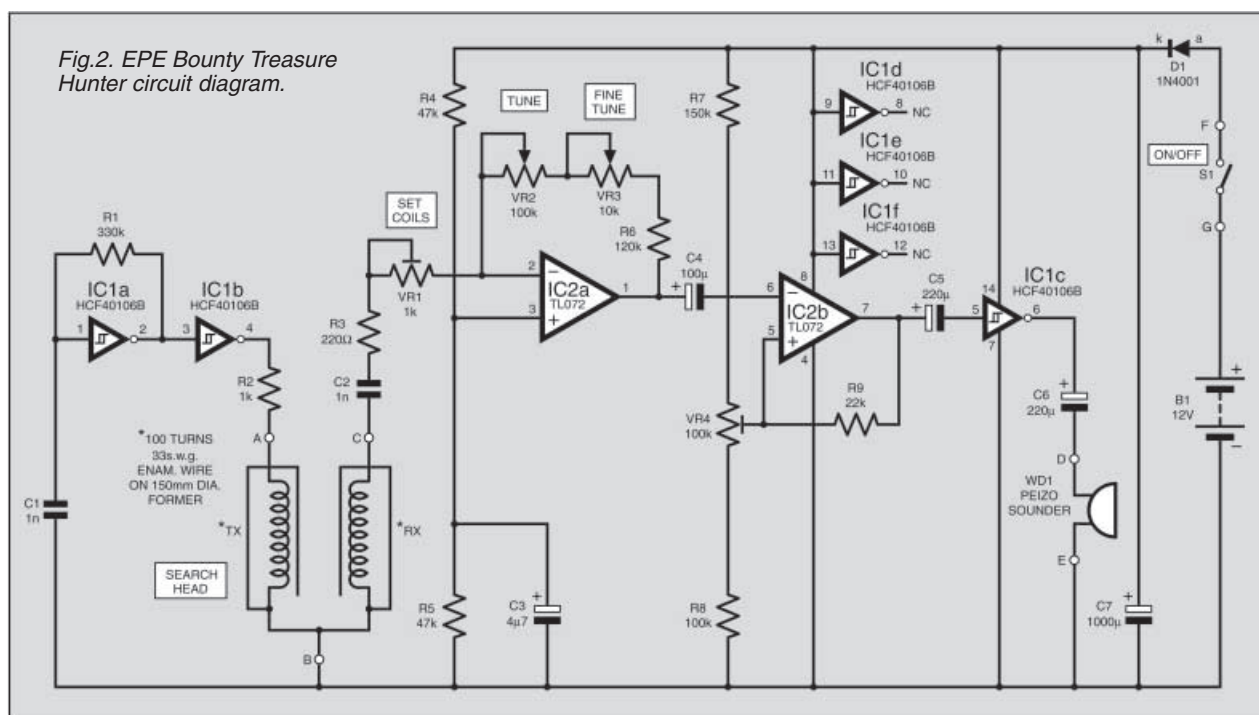 Fig.2. EPE Bounty Treasure
Hunter circuit diagram.
R4
47k
TUNE
FINE
TUNE
VR2
100k
VR3
10k
R6
120k
R7
150k
IC1d
HCF40106B
9
8
NC
IC1e
HCF40106B
11
10
NC
IC1f
HCF40106B
13
12
NC
k
a
D1
1N4001
F
ON/OFF
S1
G
R1
330k
IC1a
HCF40106B
1
2
IC1b
HCF40106B
3
4
SET
COILS
VR1
1k
R3
220Ω
C2
1n
2
3
IC2a
TL072
1
C4
100µ
+
6
5
IC2b
TL072
8
4
7
C5
220µ
+
14
IC1c
HCF40106B
5
6
7
R2
1k
A
C
*100 TURNS
33s.w.g.
ENAM. WIRE
ON 150mm DIA.
FORMER
C1
1n
*TX
*RX
SEARCH
HEAD
B
R5
47k
C3
4µ7
+
VR4
100k
R9
22k
R8
100k
C6
220µ
+
D
WD1
PEIZO
SOUNDER
E
C7
1000µ
+
B1
12V
+
−